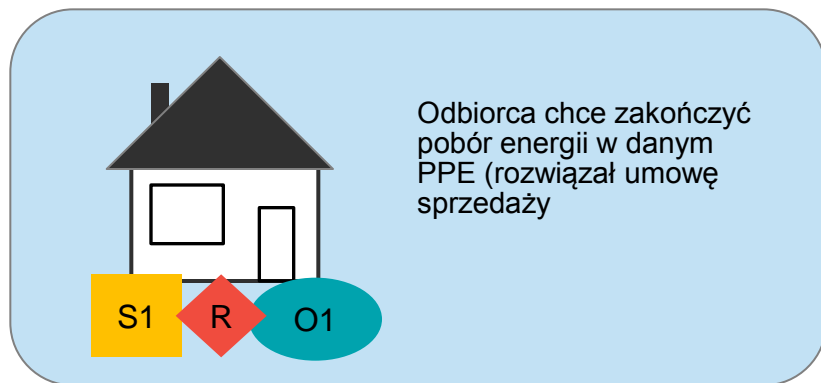 Odbiorca chce zakończyć
pobór energii w danym
PPE (rozwiązał umowę
sprzedaży
S1 R O1